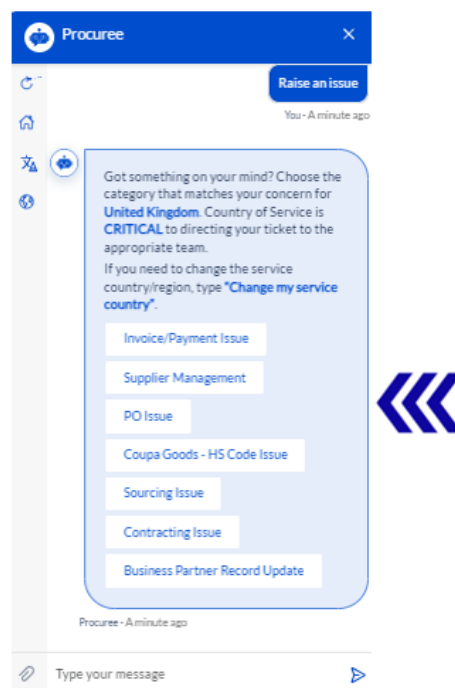 Procuree
Raise an issue
You - A minute ago
Got something on your mind? Choose the
category that matches your concern for
United Kingdom. Country of Service is
CRITICAL to directing your ticket to the
appropriate team.
If you need to change the service
country/region, type "Change my service
country".
Invoice/Payment Issue
Supplier Management
PO Issue
Coupa Goods - HS Code Issue
Sourcing Issue
Contracting Issue
Business Partner Record Update
Procuree - A minute ago
Type your message